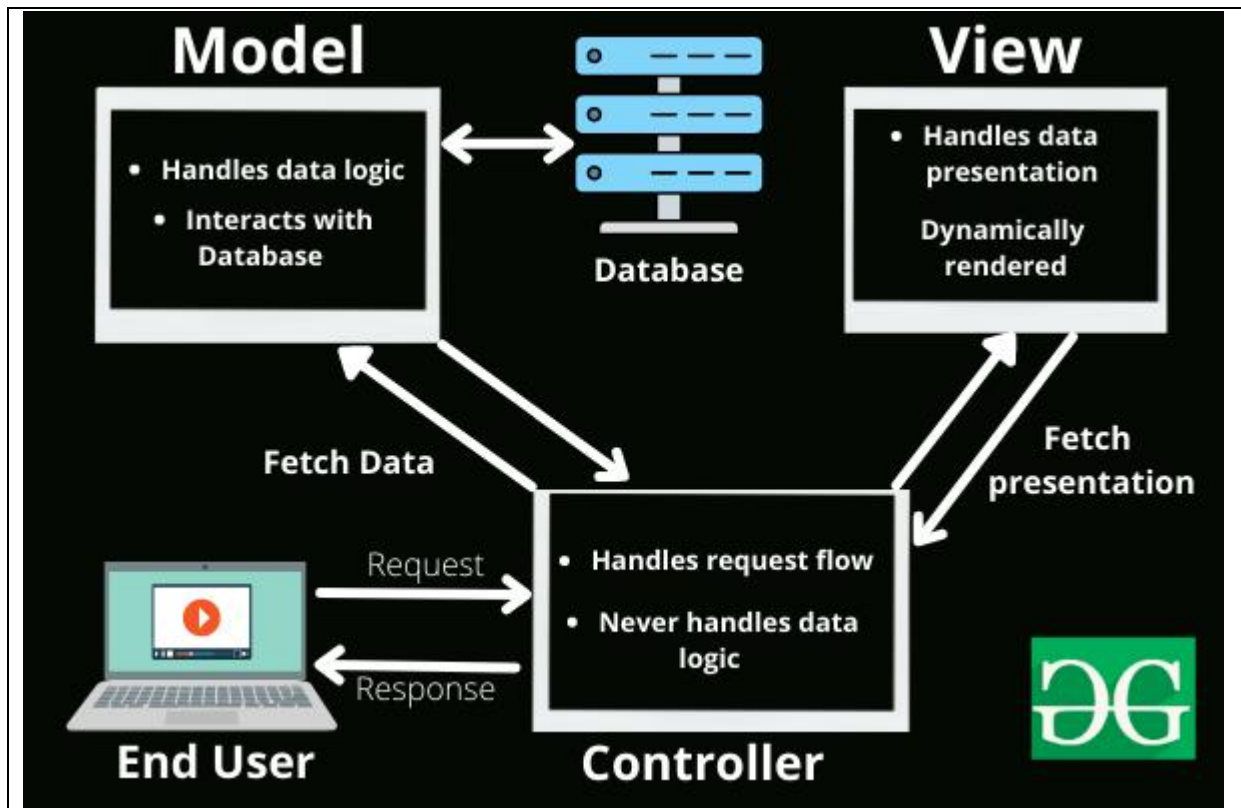 Model
View
• Handles data logic
• Interacts with
Database
Database
• Handles data
presentation
Dynamically
rendered
Fetch Data
Fetch
presentation
Request
Response
• Handles request flow
• Never handles data
logic
End User
Controller